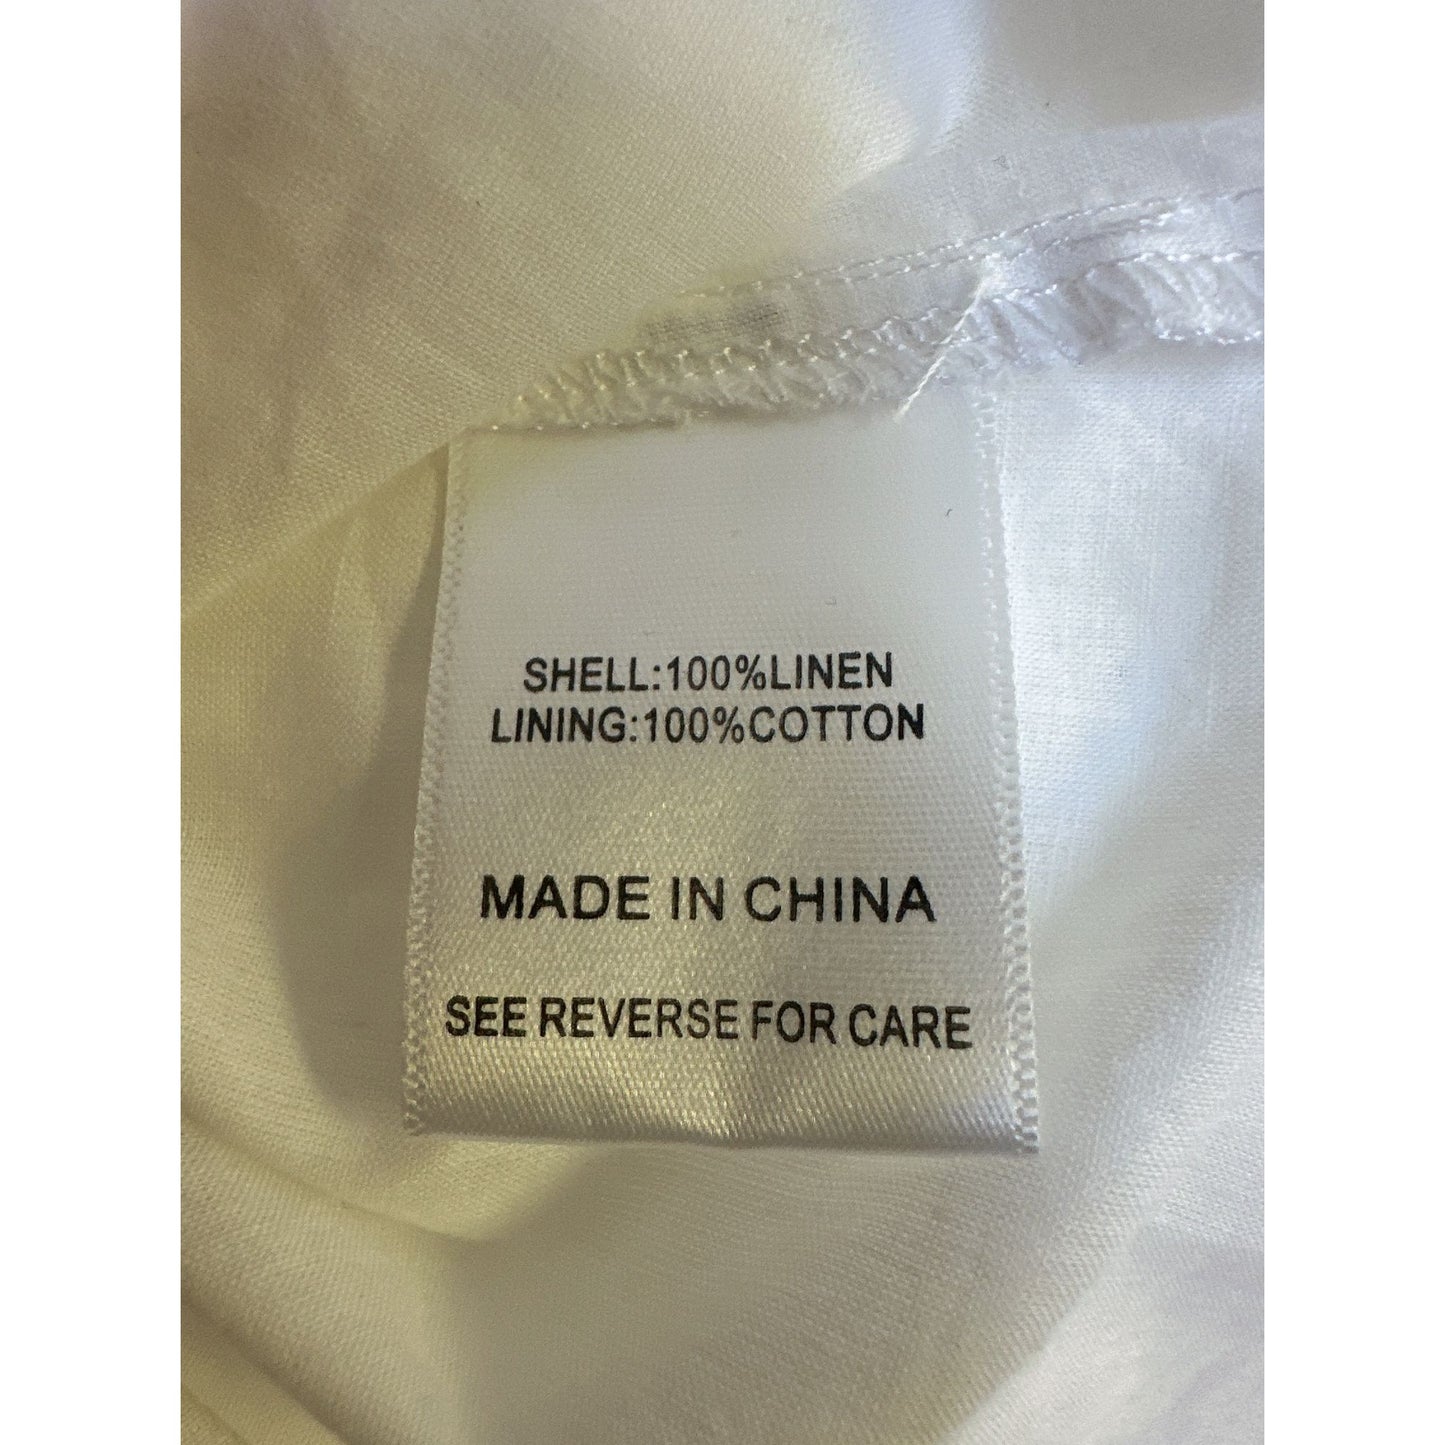 SHELL:100%LINEN
LINING:100%COTTON
MADE IN CHINA
SEE REVERSE FOR CARE